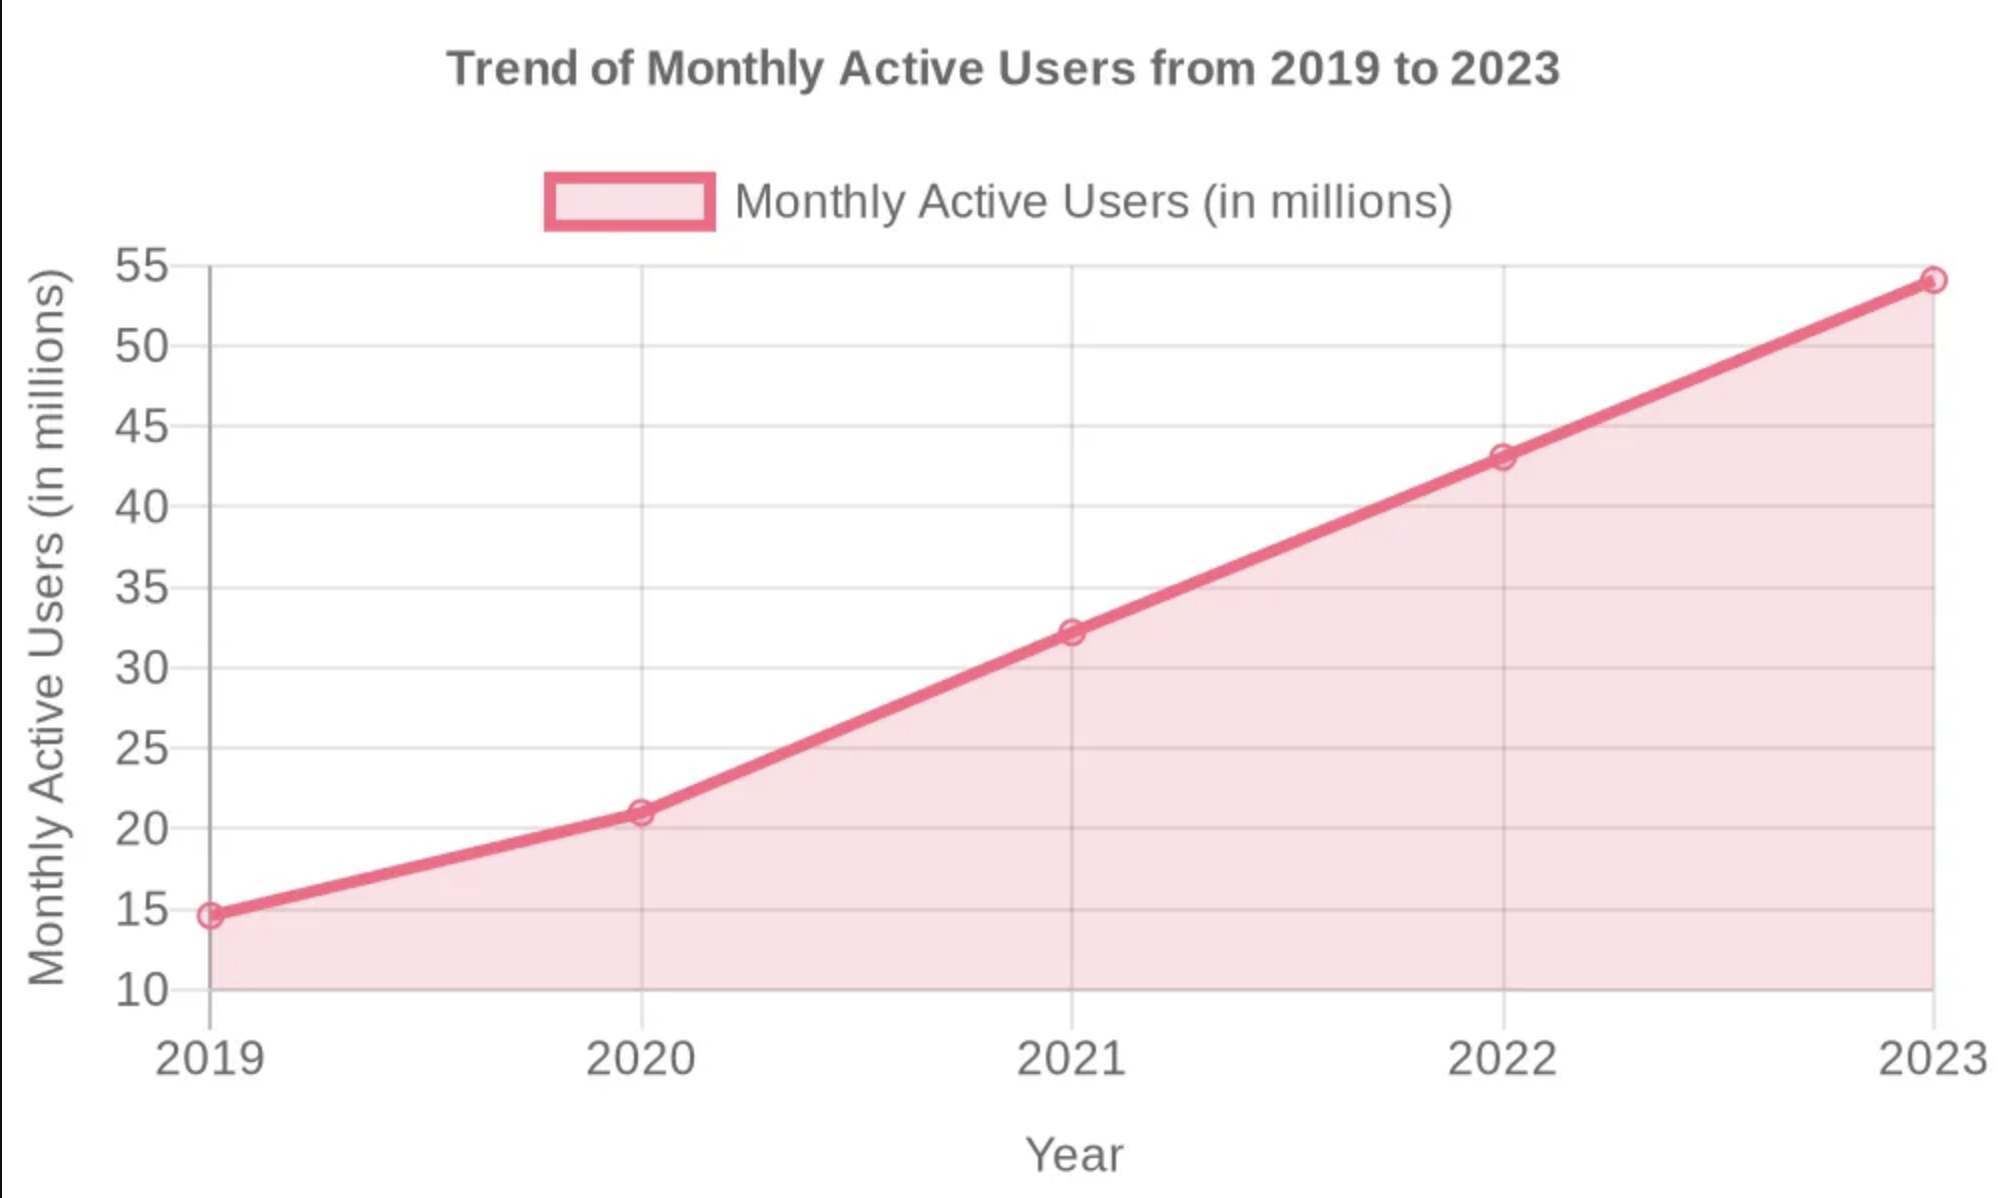 Trend of Monthly Active Users from 2019 to 2023
Monthly Active Users (in millions)
Monthly Active Users (in millions)
55
50
45
40
35
30
25
20
15
10
2019 2020 2021 2022 2023
Year